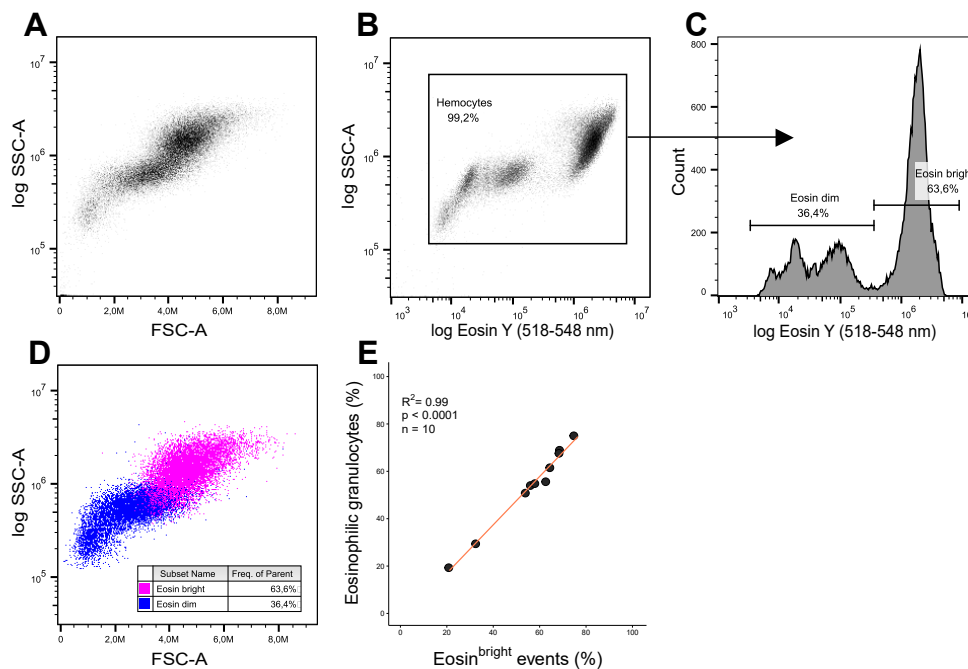 A
log SSC-A
10^7
10^6
10^5
0
2,0M
4,0M
6,0M
8,0M
FSC-A
B
log SSC-A
10^7
10^6
10^5
Hemocytes
99,2%
10^3
10^4
10^5
10^6
10^7
log Eosin Y (518-548 nm)
C
Count
800
600
400
200
0
Eosin dim
36,4%
Eosin brigh
63,6%
10^3
10^4
10^5
10^6
log Eosin Y (518-548 nm)
D
log SSC-A
10^7
10^6
10^5
Subset Name Freq. of Parent
Eosin bright 63,6%
Eosin dim 36,4%
0
2,0M
4,0M
6,0M
8,0M
FSC-A
E
Eosinophilic granulocytes (%)
100
80
60
40
20
0
R^2= 0.99
p < 0.0001
n = 10
0
20
40
60
80
100
Eosin^bright events (%)